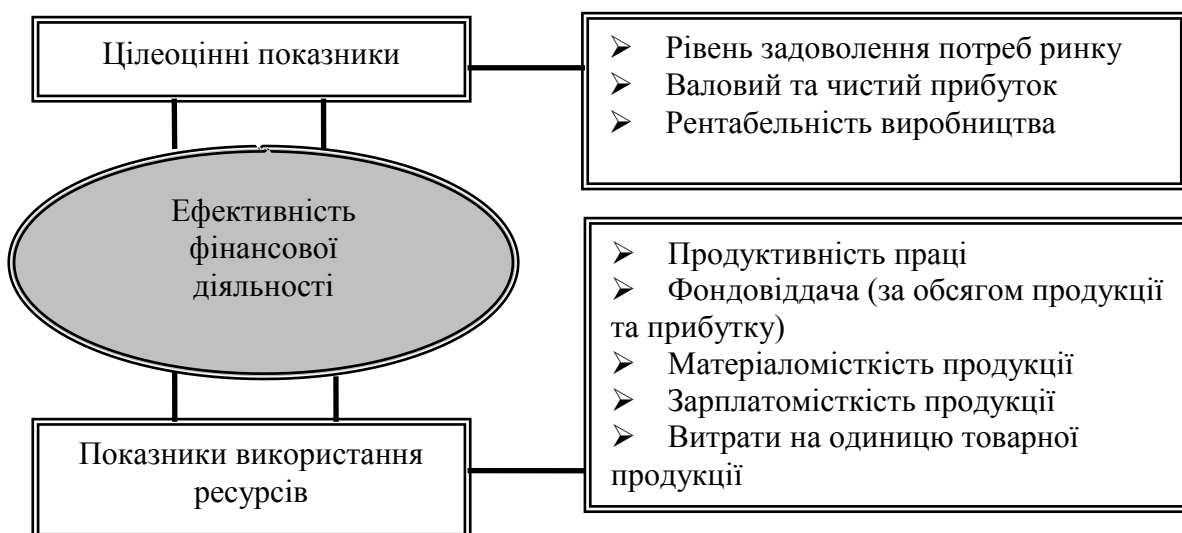 Цілеоцінні показники
➢ Рівень задоволення потреб ринку
➢ Валовий та чистий прибуток
➢ Рентабельність виробництва
Ефективність
фінансової
діяльності
➢ Продуктивність праці
➢ Фондовіддача (за обсягом продукції
та прибутку)
➢ Матеріаломісткість продукції
➢ Зарплатомісткість продукції
➢ Витрати на одиницю товарної
продукції
Показники використання
ресурсів